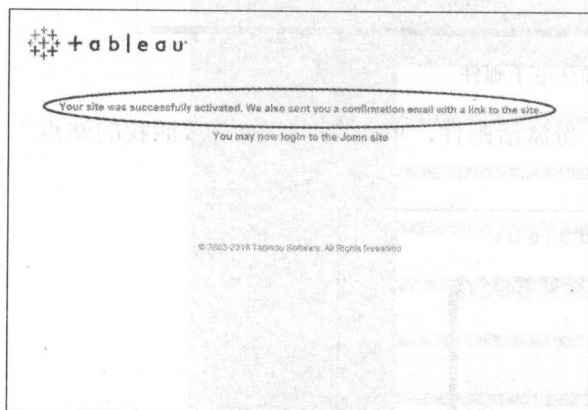 + a b l e a u
Your site was successfully activated. We also sent you a confirmation email with a link to the site.
You may now login to the Jomn site
© 2003-2018 Tableau Software. All Rights Reserved